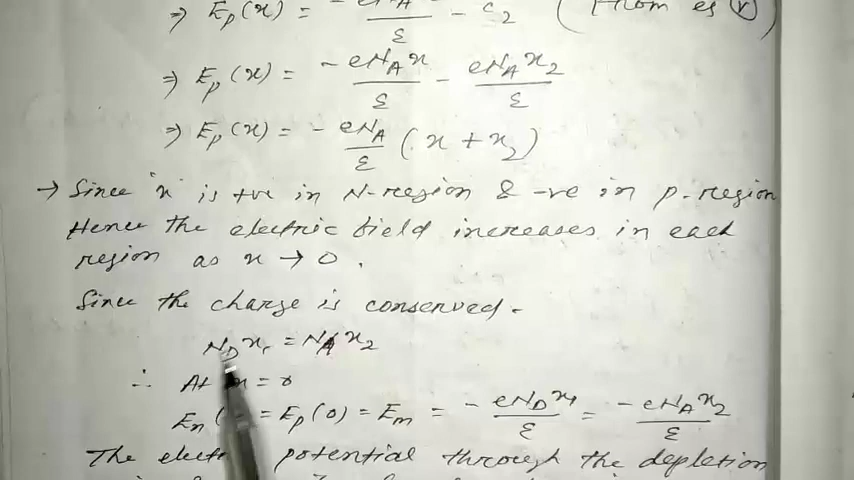 ⇒ Ep(x) = -eNA / ε - C2 (from eq (v))
⇒ Ep(x) = -eNAx / ε - eNAx2 / ε
⇒ Ep(x) = - eNA / ε (x + x2)
→ Since "x" is +ve in N-region & -ve in p-region
Hence the electric field increases in each
region as x → 0.
Since the charge is conserved.
NDx1 = NAx2
∴ At x = 0
En( = Ep(0) = Em = - eNDx1 / ε = - eNAx2 / ε
The potential through the depletion